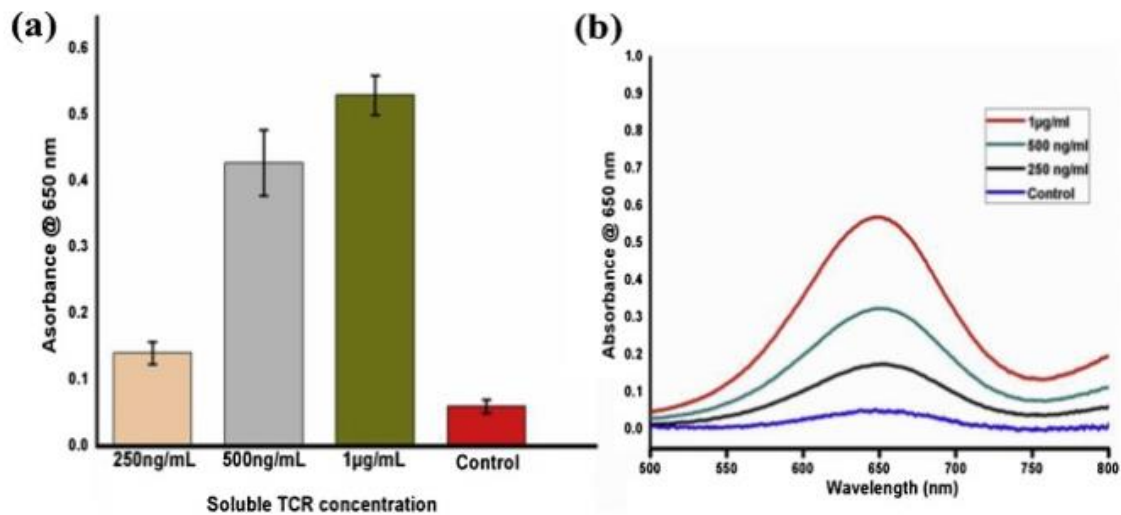 (a)
Asorbance @ 650 nm
0.6
0.5
0.4
0.3
0.2
0.1
0.0
250ng/mL 500ng/mL 1µg/mL Control
Soluble TCR concentration
(b)
Absorbance @ 650 nm
1.0
0.9
0.8
0.7
0.6
0.5
0.4
0.3
0.2
0.1
0.0
1µg/ml
500 ng/ml
250 ng/ml
Control
500 550 600 650 700 750 800
Wavelength (nm)